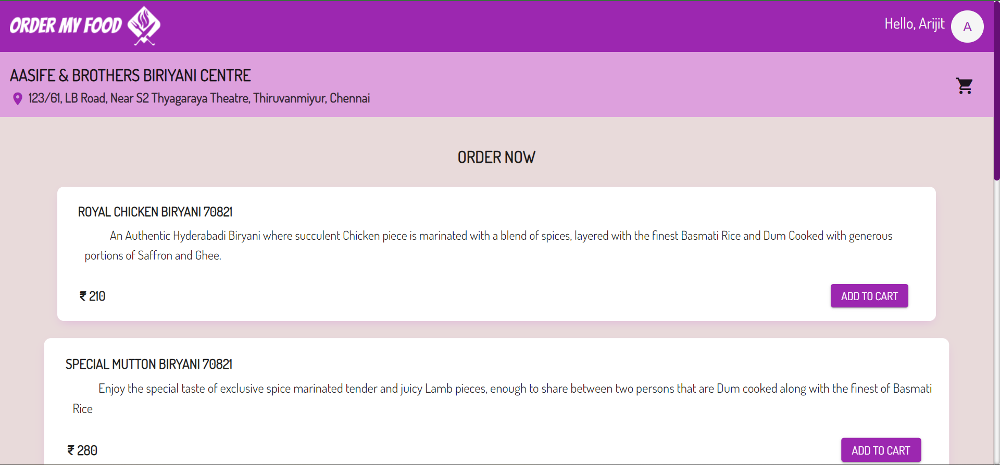 ORDER MY FOOD
Hello, Arijit
A
AASIFE & BROTHERS BIRIYANI CENTRE
123/61, LB Road, Near S2 Thyagaraya Theatre, Thiruvanmiyur, Chennai
ORDER NOW
ROYAL CHICKEN BIRYANI 70821
An Authentic Hyderabadi Biryani where succulent Chicken piece is marinated with a blend of spices, layered with the finest Basmati Rice and Dum Cooked with generous
portions of Saffron and Ghee.
₹ 210
ADD TO CART
SPECIAL MUTTON BIRYANI 70821
Enjoy the special taste of exclusive spice marinated tender and juicy Lamb pieces, enough to share between two persons that are Dum cooked along with the finest of Basmati
Rice
₹ 280
ADD TO CART